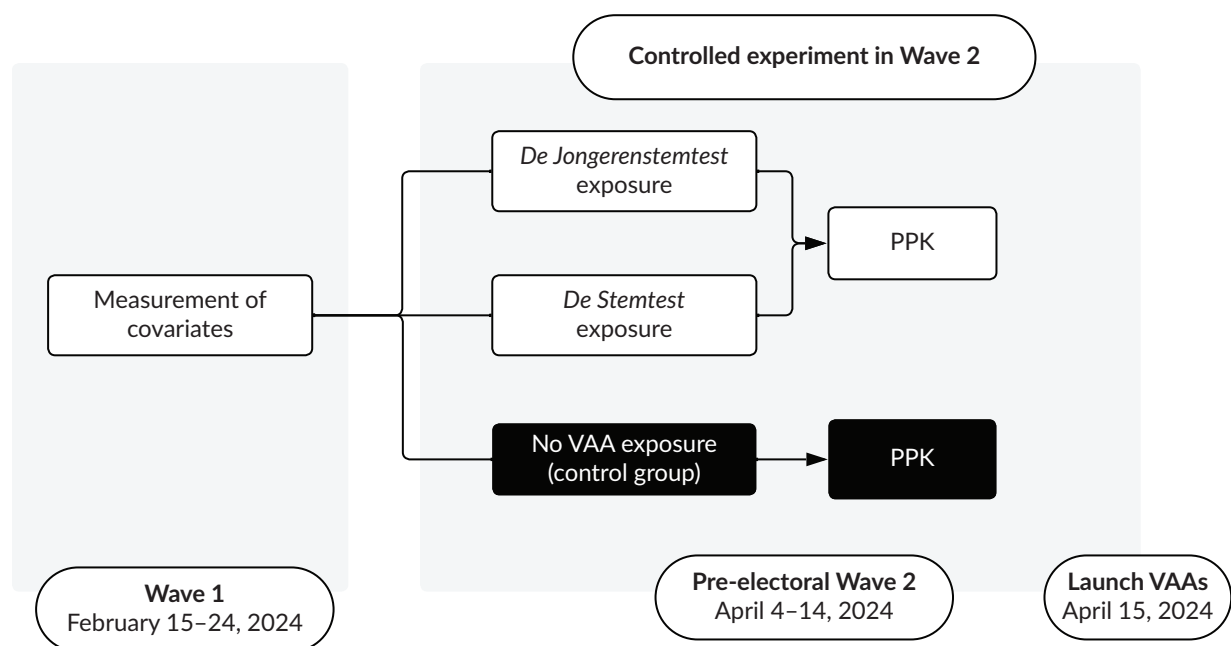 Controlled experiment in Wave 2
De Jongerenstemtest
exposure
PPK
Measurement of
covariates
De Stemtest
exposure
No VAA exposure
(control group)
PPK
Wave 1
February 15–24, 2024
Pre-electoral Wave 2
April 4–14, 2024
Launch VAAs
April 15, 2024